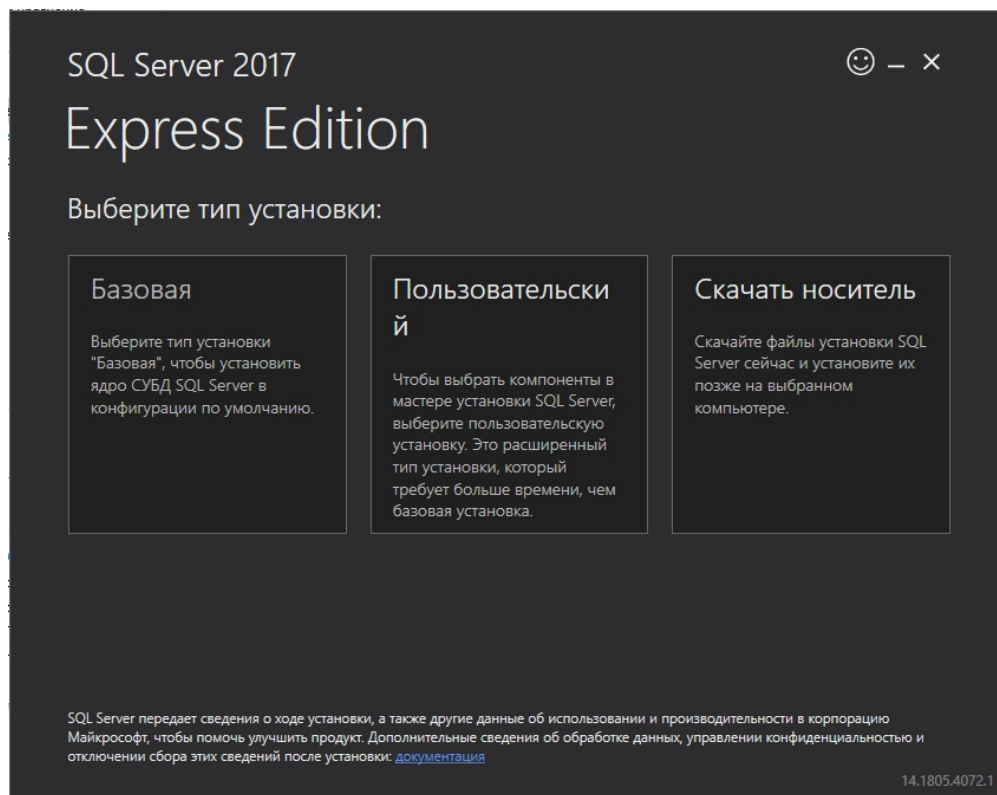 SQL Server 2017
Express Edition
Выберите тип установки:
Базовая
Выберите тип установки
"Базовая", чтобы установить
ядро СУБД SQL Server в
конфигурации по умолчанию.
Пользовательски
й
Чтобы выбрать компоненты в
мастере установки SQL Server,
выберите пользовательскую
установку. Это расширенный
тип установки, который
требует больше времени, чем
базовая установка.
Скачать носитель
Скачайте файлы установки SQL
Server сейчас и установите их
позже на выбранном
компьютере.
SQL Server передает сведения о ходе установки, а также другие данные об использовании и производительности в корпорацию
Майкрософт, чтобы помочь улучшить продукт. Дополнительные сведения об обработке данных, управлении конфиденциальностью и
отключении сбора этих сведений после установки: документация
14.1805.4072.1